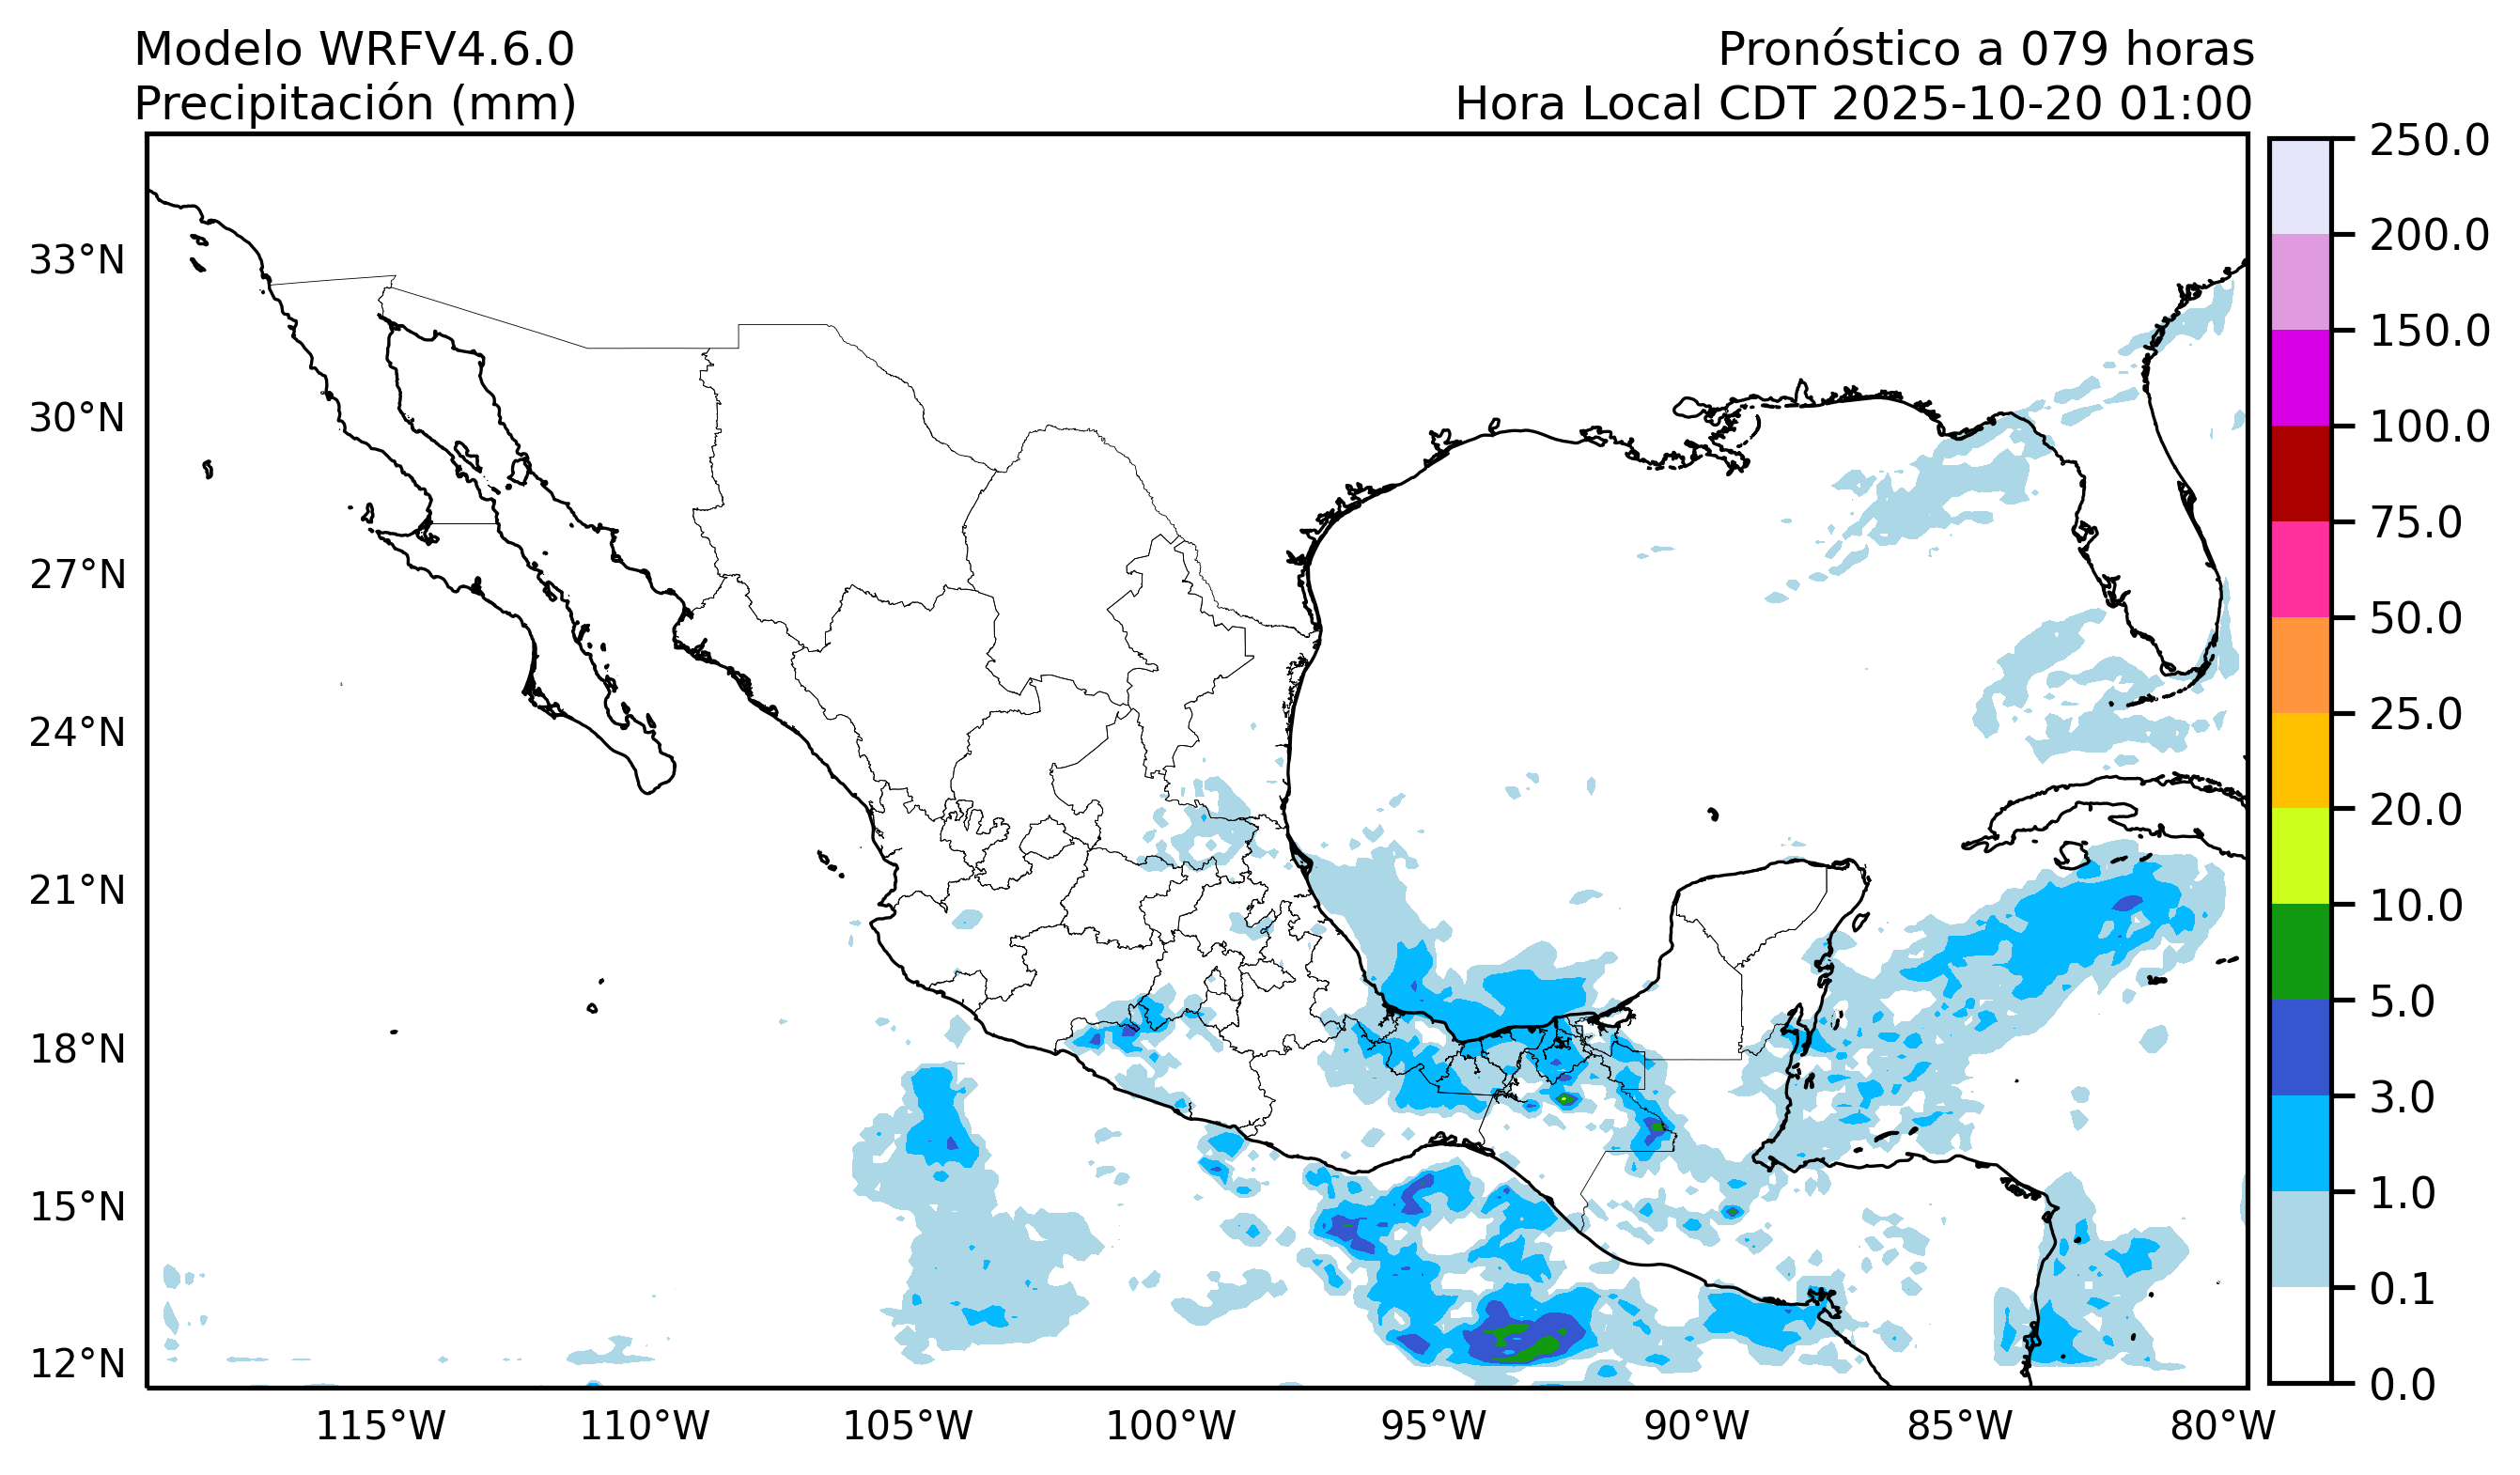 Modelo WRFV4.6.0
Precipitación (mm)
Pronóstico a 079 horas
Hora Local CDT 2025-10-20 01:00
33°N
30°N
27°N
24°N
21°N
18°N
15°N
12°N
115°W
110°W
105°W
100°W
95°W
90°W
85°W
80°W
250.0
200.0
150.0
100.0
75.0
50.0
25.0
20.0
10.0
5.0
3.0
1.0
0.1
0.0